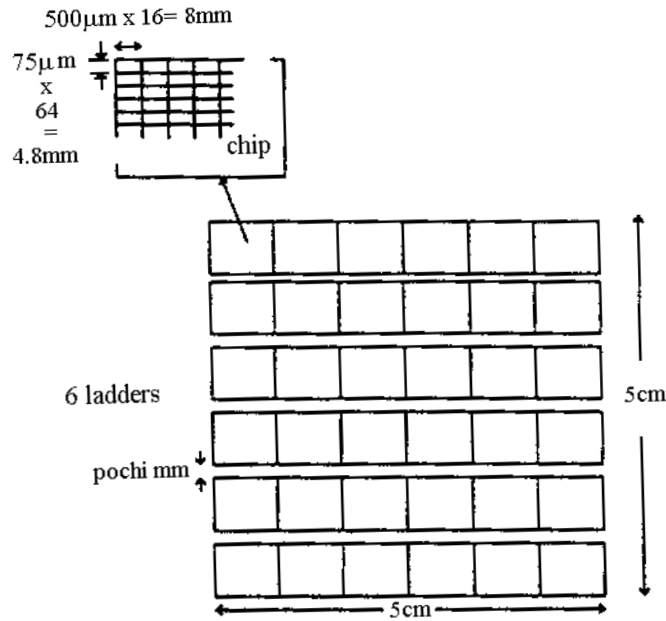 500μm x 16= 8mm
75μm
x
64
=
4.8mm
chip
6 ladders
5cm
pochi mm
5cm